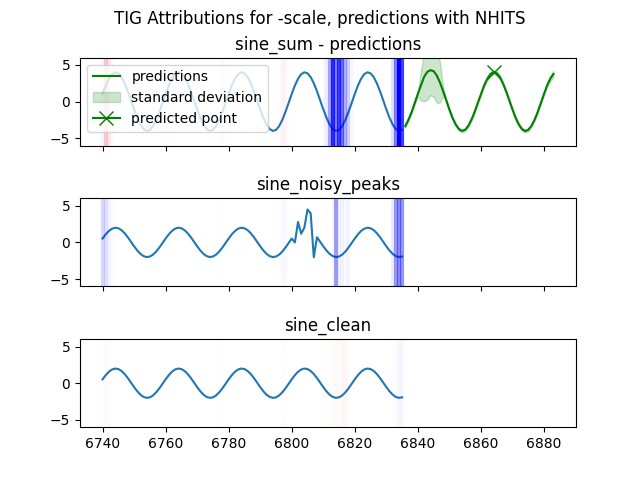 TIG Attributions for -scale, predictions with NHITS
sine_sum - predictions
5
0
−5
predictions
standard deviation
predicted point
sine_noisy_peaks
5
0
−5
sine_clean
5
0
−5
6740 6760 6780 6800 6820 6840 6860 6880